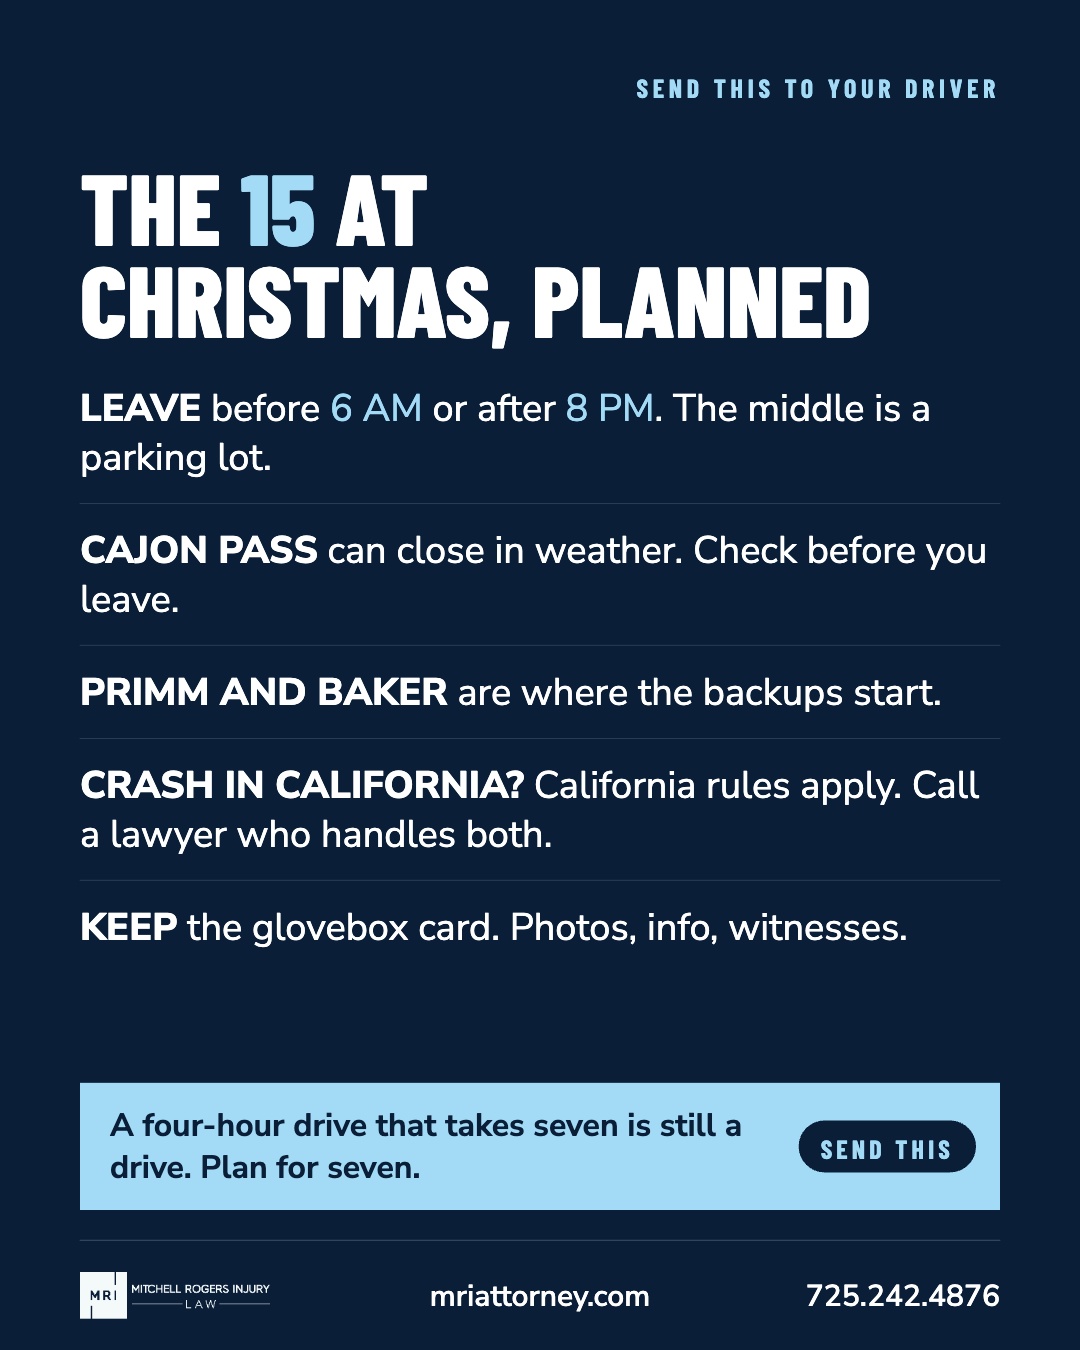 SEND THIS TO YOUR DRIVER
THE 15 AT
CHRISTMAS, PLANNED
LEAVE before 6 AM or after 8 PM. The middle is a
parking lot.
CAJON PASS can close in weather. Check before you
leave.
PRIMM AND BAKER are where the backups start.
CRASH IN CALIFORNIA? California rules apply. Call
a lawyer who handles both.
KEEP the glovebox card. Photos, info, witnesses.
A four-hour drive that takes seven is still a
drive. Plan for seven.
SEND THIS
MRI
MITCHELL ROGERS INJURY
LAW
mriattorney.com
725.242.4876